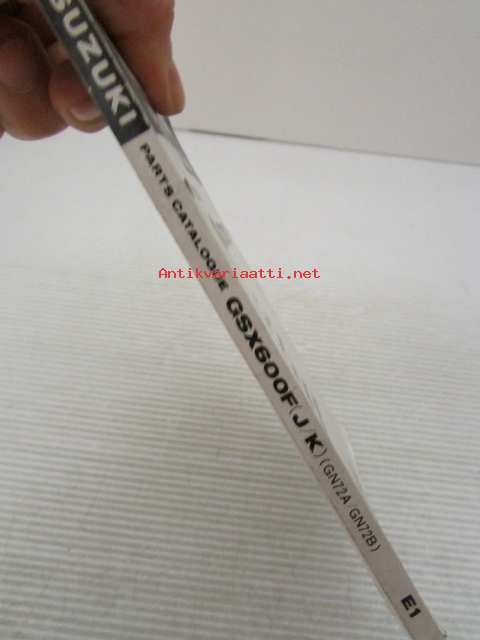 SUZUKI PARTS CATALOGUE GSX600F(J/K) (GN72A/GN72B) E1
Antikvariaatti.net